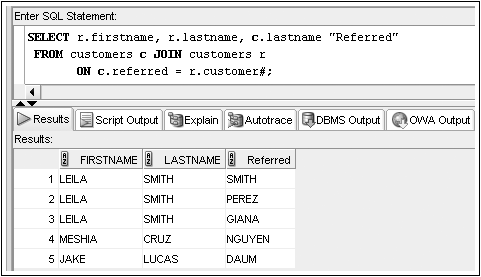 Enter SQL Statement:
SELECT r.firstname, r.lastname, c.lastname "Referred"
FROM customers c JOIN customers r
ON c.referred = r.customer#;
Results Script Output Explain Autotrace DBMS Output OWA Output
Results:
FIRSTNAME LASTNAME Referred
1 LEILA SMITH SMITH
2 LEILA SMITH PEREZ
3 LEILA SMITH GIANA
4 MESHIA CRUZ NGUYEN
5 JAKE LUCAS DAUM